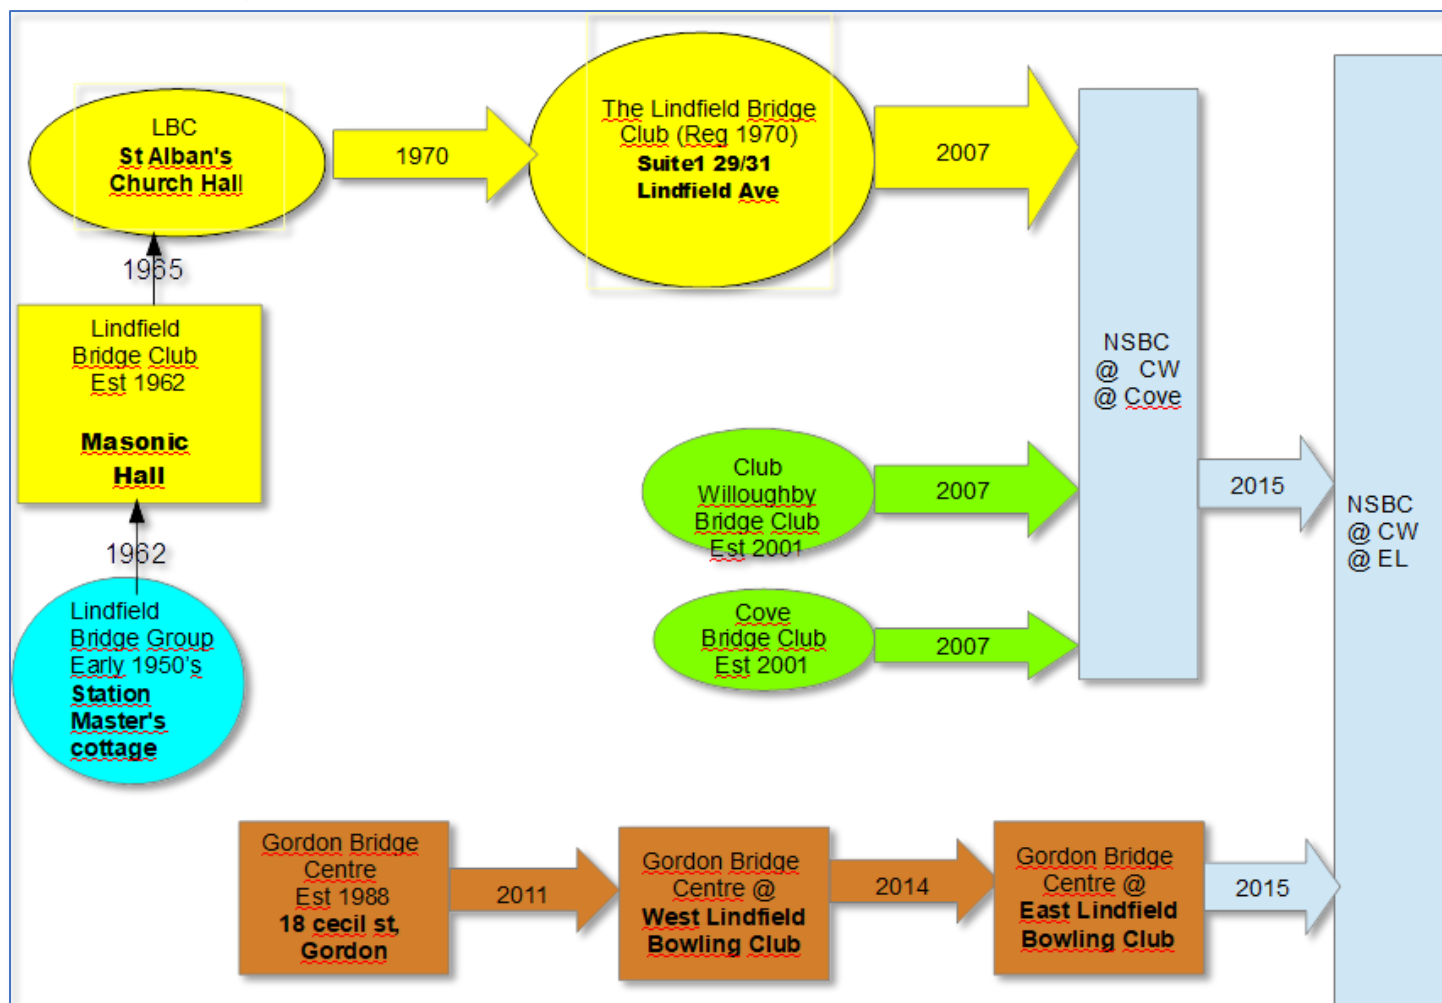 LBC
St Alban's
Church Hall
1970
The Lindfield Bridge
Club (Reg 1970)
Suite1 29/31
Lindfield Ave
2007
1965
Lindfield
Bridge Club
Est 1962
Masonic
Hall
1962
Lindfield
Bridge Group
Early 1950's
Station
Master's
cottage
Club
Willoughby
Bridge Club
Est 2001
2007
Cove
Bridge Club
Est 2001
2007
NSBC
@ CW
@ Cove
2015
NSBC
@ CW
@ EL
Gordon Bridge
Centre
Est 1988
18 cecil st,
Gordon
2011
Gordon Bridge
Centre @
West Lindfield
Bowling Club
2014
Gordon Bridge
Centre @
East Lindfield
Bowling Club
2015